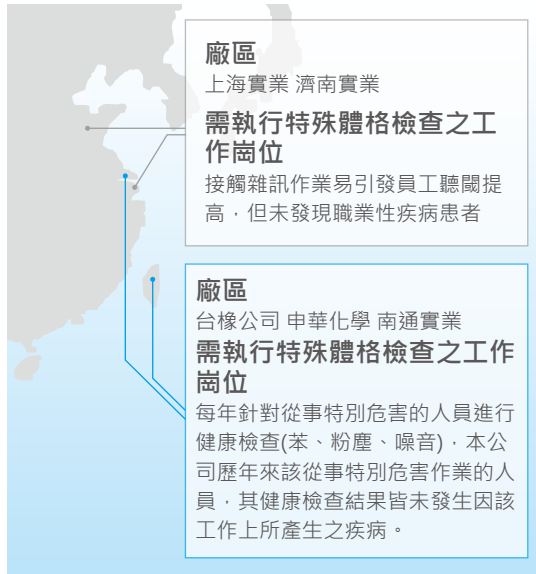 廠區
上海實業 濟南實業
需執行特殊體格檢查之工
作崗位
接觸雜訊作業易引發員工聽閾提
高，但未發現職業性疾病患者
廠區
台橡公司 申華化學 南通實業
需執行特殊體格檢查之工作
崗位
每年針對從事特別危害的人員進行
健康檢查(苯、粉塵、噪音)，本公
司歷年來該從事特別危害作業的人
員，其健康檢查結果皆未發生因該
工作上所產生之疾病。